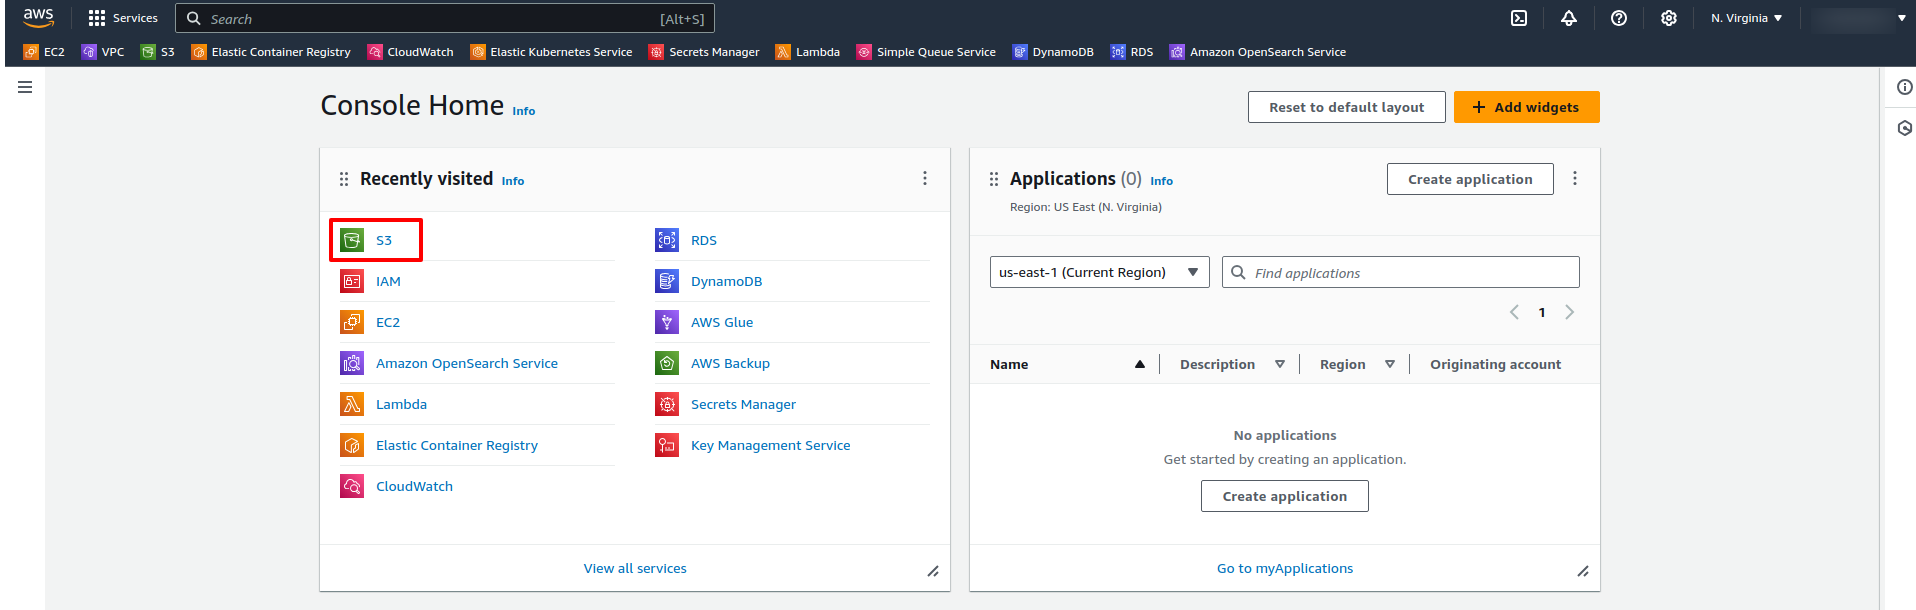 aws
Services
Search [Alt+S]
N. Virginia
EC2 VPC S3 Elastic Container Registry CloudWatch Elastic Kubernetes Service Secrets Manager Lambda Simple Queue Service DynamoDB RDS Amazon OpenSearch Service
Console Home Info
Reset to default layout
Add widgets
Recently visited Info
S3
IAM
EC2
Amazon OpenSearch Service
Lambda
Elastic Container Registry
CloudWatch
RDS
DynamoDB
AWS Glue
AWS Backup
Secrets Manager
Key Management Service
View all services
Applications (0) Info
Region: US East (N. Virginia)
Create application
us-east-1 (Current Region)
Find applications
1
Name Description Region Originating account
No applications
Get started by creating an application.
Create application
Go to myApplications